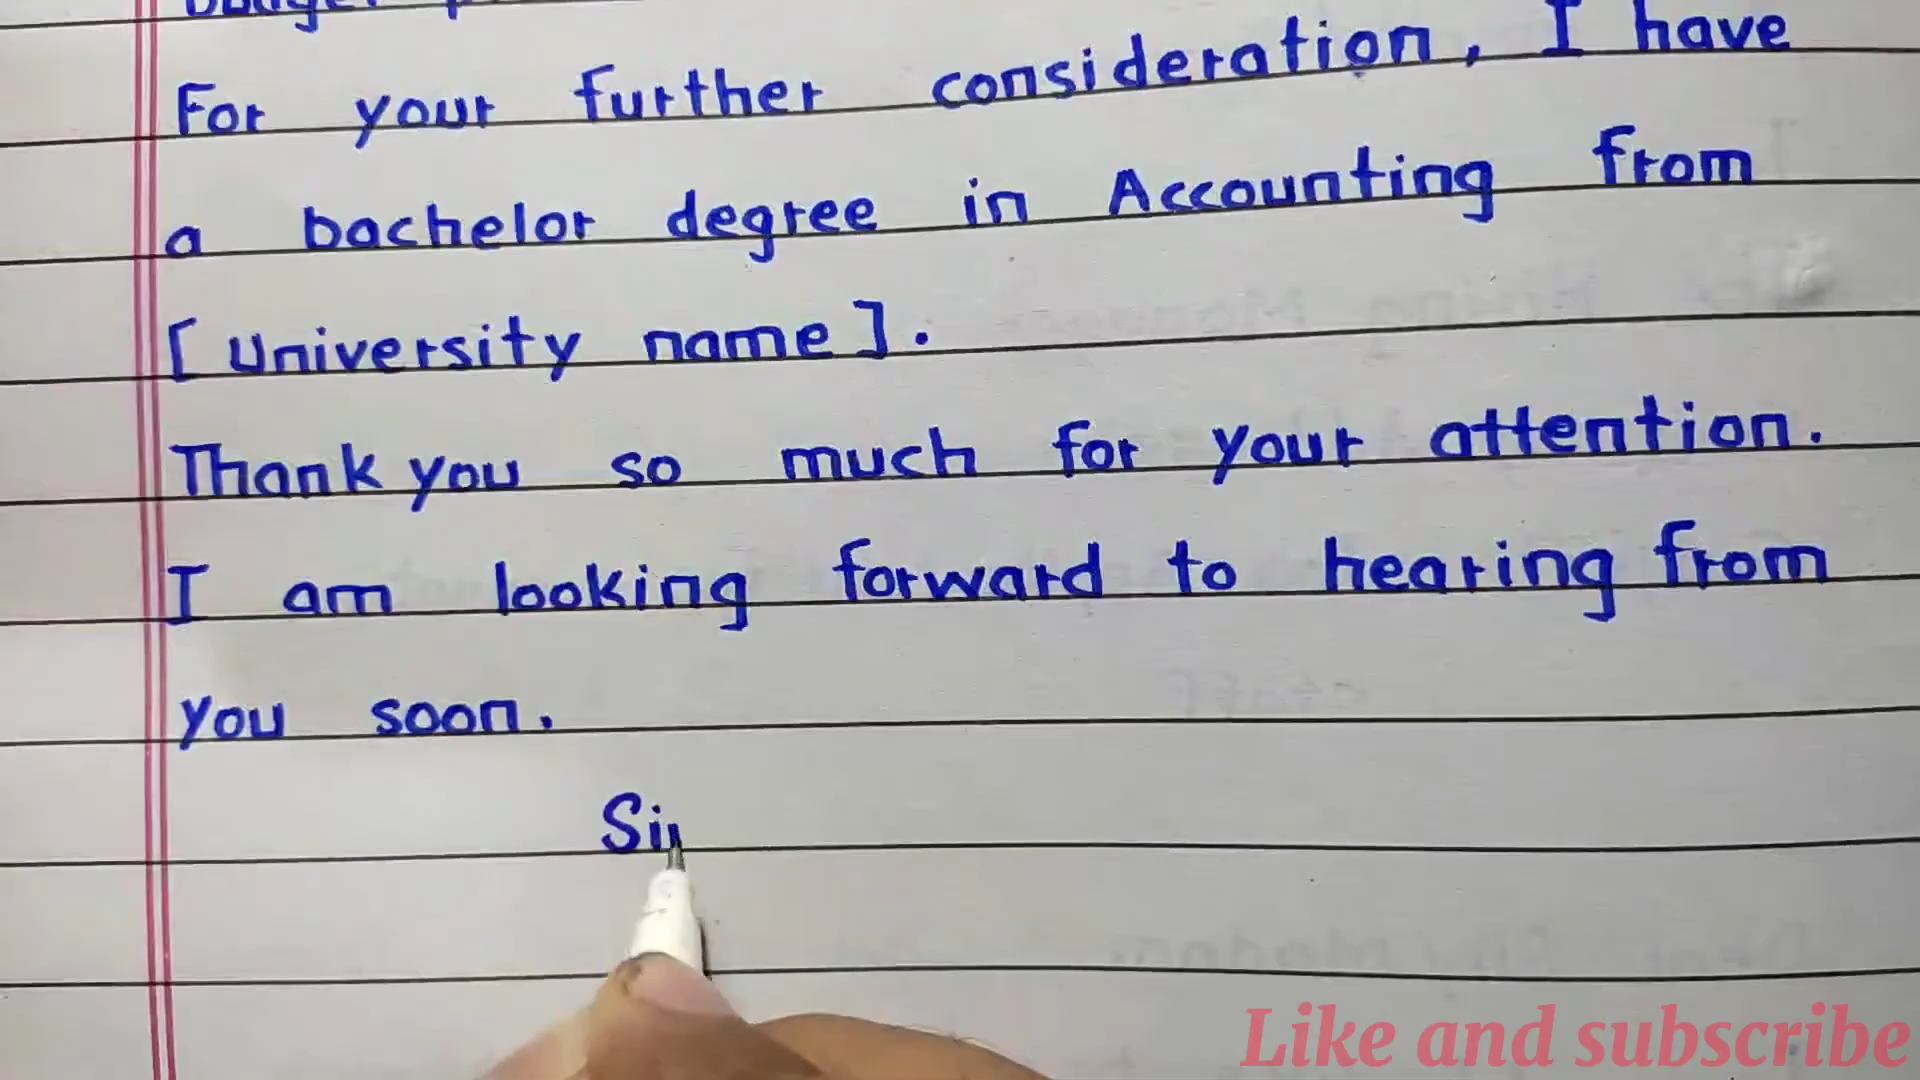 For your further consideration, I have
a bachelor degree in Accounting from
[University name].
Thank you so much for your attention.
I am looking forward to hearing from
you soon.
Sin
Like and subscribe